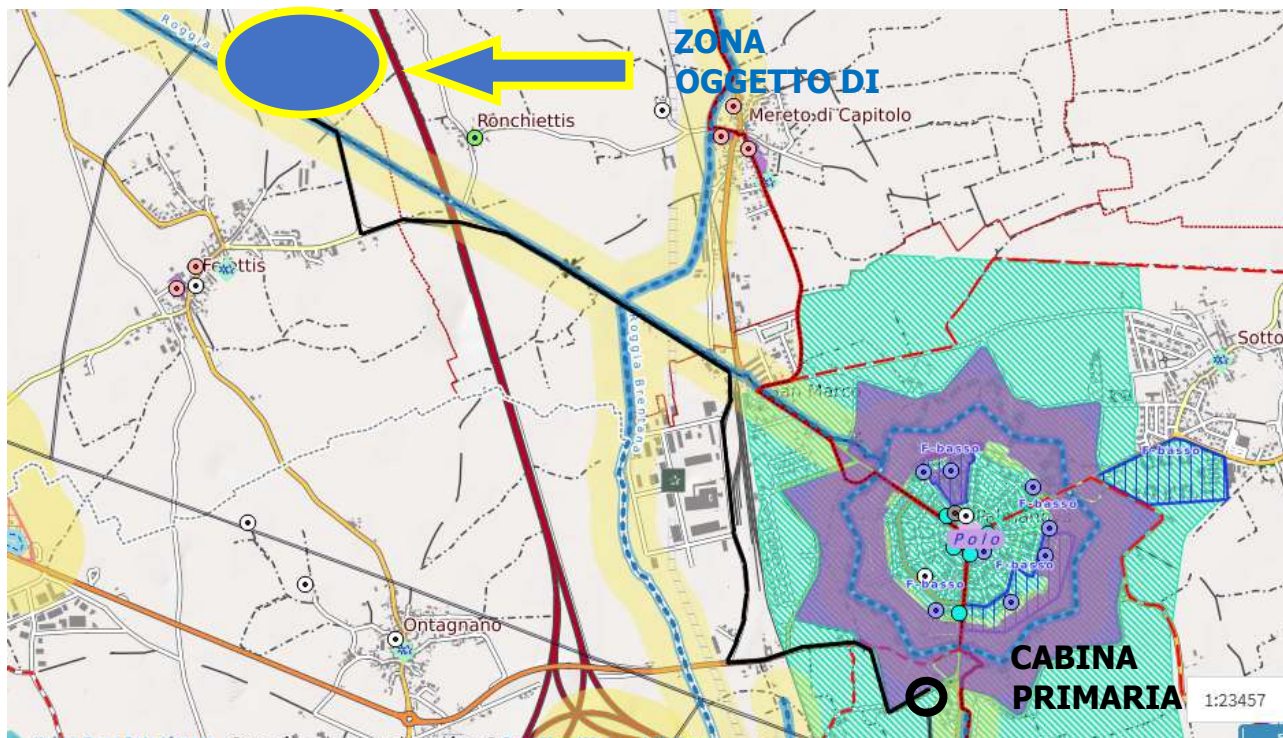 Roggia
ZONA
OGGETTO DI
Ronchiettis
Mereto di Capitolo
Roggia Brentana
Sotto
F-basso
F-basso
F-basso
Polo
F-basso
F-basso
Ontagnano
CABINA
PRIMARIA
1:23457